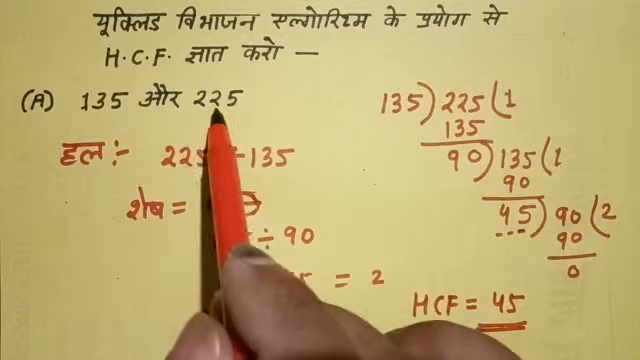 यूक्लिड विभाजन एल्गोरिथ्म के प्रयोग से
H.C.F. ज्ञात करो —
(A) 135 और 225
हल :- 225 ÷ 135
शेष =
÷ 90
= 2
135) 225 (1
135
90) 135 (1
90
45) 90 (2
90
0
HCF = 45